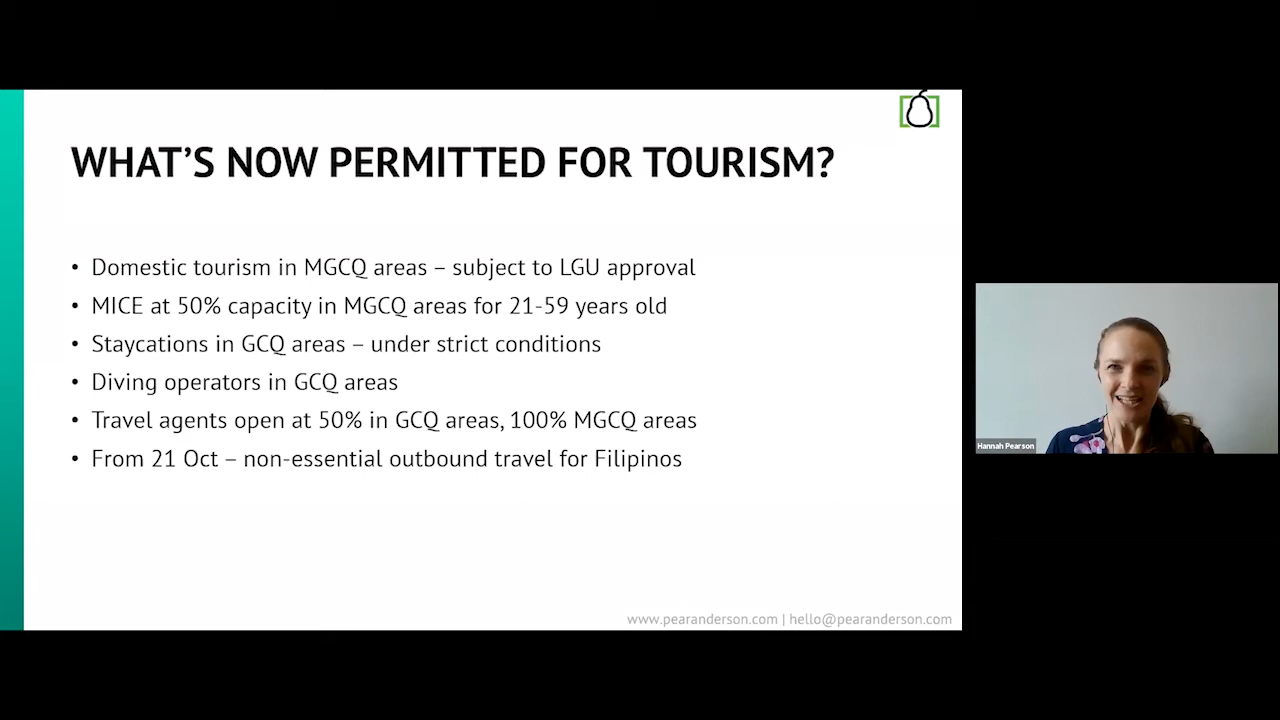 WHAT'S NOW PERMITTED FOR TOURISM?
• Domestic tourism in MGCQ areas – subject to LGU approval
• MICE at 50% capacity in MGCQ areas for 21-59 years old
• Staycations in GCQ areas – under strict conditions
• Diving operators in GCQ areas
• Travel agents open at 50% in GCQ areas, 100% MGCQ areas
• From 21 Oct – non-essential outbound travel for Filipinos
www.pearanderson.com | hello@pearanderson.com
Hannah Pearson